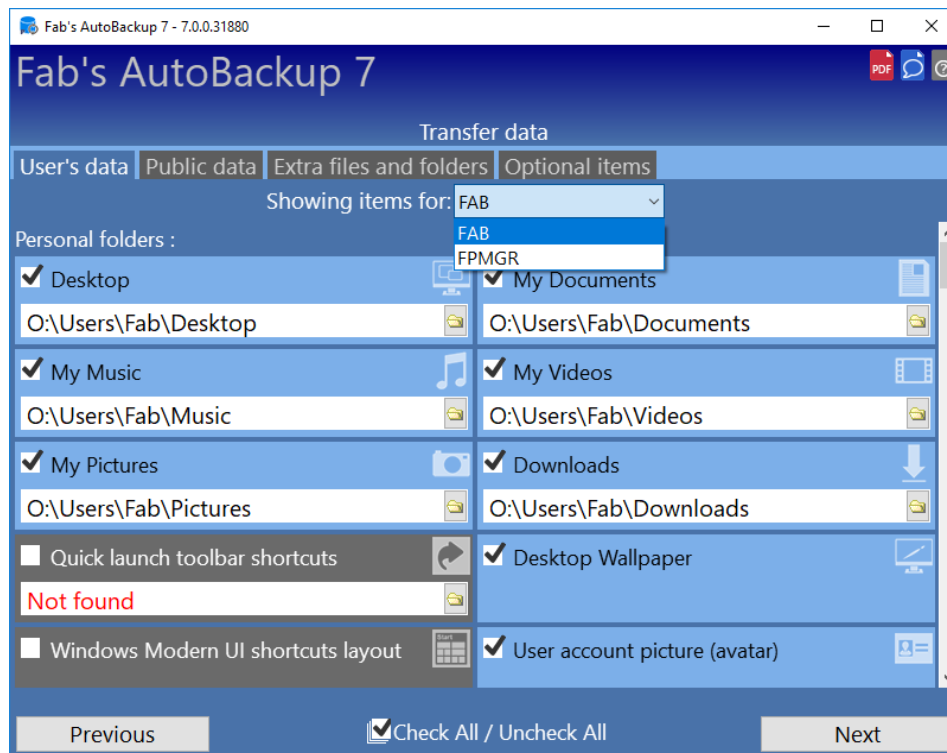 Fab's AutoBackup 7 - 7.0.0.31880
Fab's AutoBackup 7
PDF
?
Transfer data
User's data Public data Extra files and folders Optional items
Showing items for: FAB
FAB
FPMGR
Personal folders :
Desktop
My Documents
O:\Users\Fab\Desktop
O:\Users\Fab\Documents
My Music
My Videos
O:\Users\Fab\Music
O:\Users\Fab\Videos
My Pictures
Downloads
O:\Users\Fab\Pictures
O:\Users\Fab\Downloads
Quick launch toolbar shortcuts
Desktop Wallpaper
Not found
Windows Modern UI shortcuts layout
Start
User account picture (avatar)
Previous
Check All / Uncheck All
Next